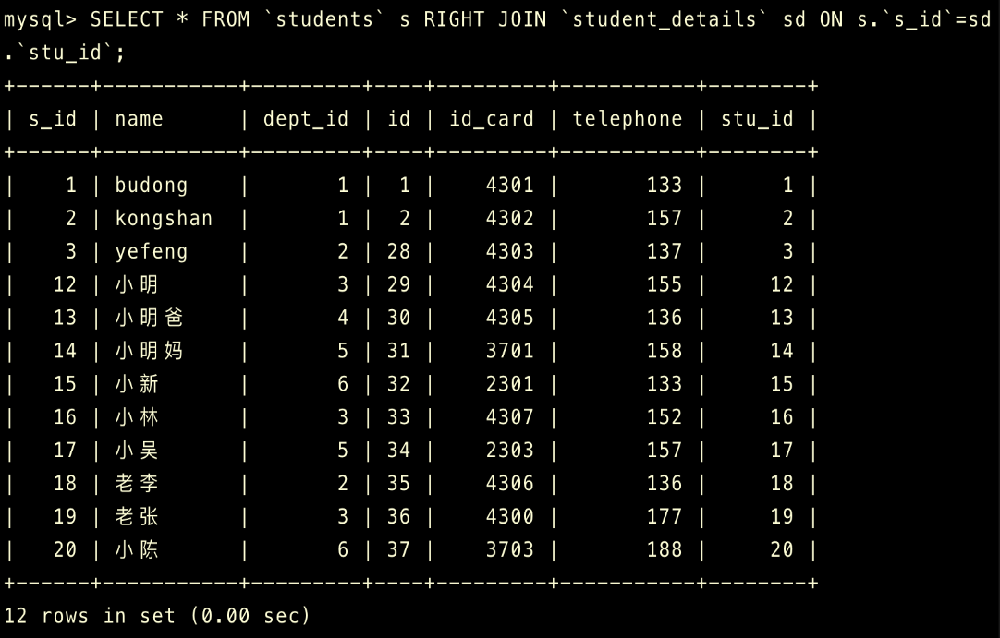 mysql> SELECT * FROM `students` s RIGHT JOIN `student_details` sd ON s.`s_id`=sd
.`stu_id`;
+------+-----------+---------+----+---------+-----------+--------+
| s_id | name      | dept_id | id | id_card | telephone | stu_id |
+------+-----------+---------+----+---------+-----------+--------+
|    1 | budong    |       1 |  1 |    4301 |       133 |      1 |
|    2 | kongshan  |       1 |  2 |    4302 |       157 |      2 |
|    3 | yefeng    |       2 | 28 |    4303 |       137 |      3 |
|   12 | 小明      |       3 | 29 |    4304 |       155 |     12 |
|   13 | 小明爸    |       4 | 30 |    4305 |       136 |     13 |
|   14 | 小明妈    |       5 | 31 |    3701 |       158 |     14 |
|   15 | 小新      |       6 | 32 |    2301 |       133 |     15 |
|   16 | 小林      |       3 | 33 |    4307 |       152 |     16 |
|   17 | 小吴      |       5 | 34 |    2303 |       157 |     17 |
|   18 | 老李      |       2 | 35 |    4306 |       136 |     18 |
|   19 | 老张      |       3 | 36 |    4300 |       177 |     19 |
|   20 | 小陈      |       6 | 37 |    3703 |       188 |     20 |
+------+-----------+---------+----+---------+-----------+--------+
12 rows in set (0.00 sec)